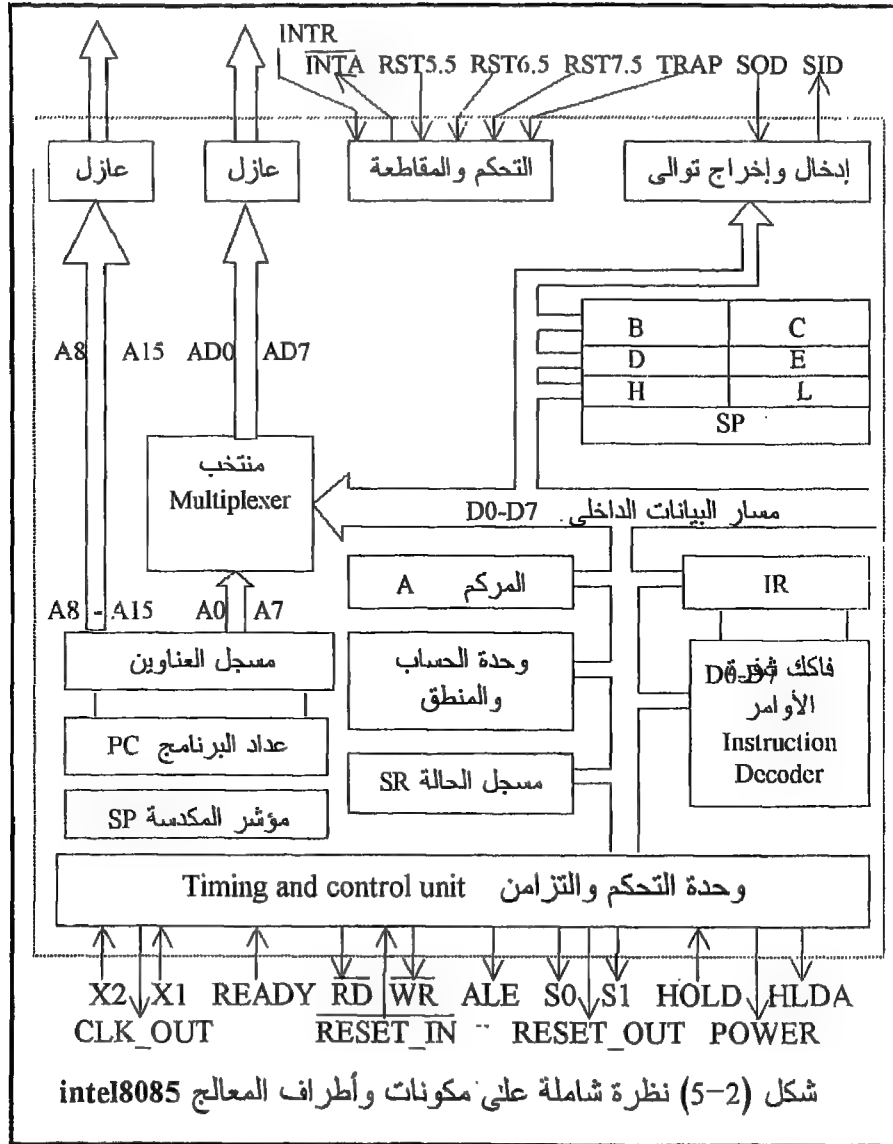 INTR
INTA RST5.5 RST6.5 RST7.5 TRAP SOD SID
عازل
عازل
التحكم والمقاطعة
إدخال وإخراج توالى
B C
D E
H L
SP
A8 A15 AD0 AD7
منتخب
Multiplexer
مسار البيانات الداخلى D0-D7
المركم A
IR
A8 - A15 A0 A7
مسجل العناوين
وحدة الحساب
والمنطق
فاكك شفرة
D0-D7
الأوامر
Instruction
Decoder
عداد البرنامج PC
مسجل الحالة SR
مؤشر المكدسة SP
وحدة التحكم والتزامن Timing and control unit
X2 X1 READY RD WR ALE S0 S1 HOLD HLDA
CLK_OUT RESET_IN RESET_OUT POWER
شكل (2-5) نظرة شاملة على مكونات وأطراف المعالج intel8085